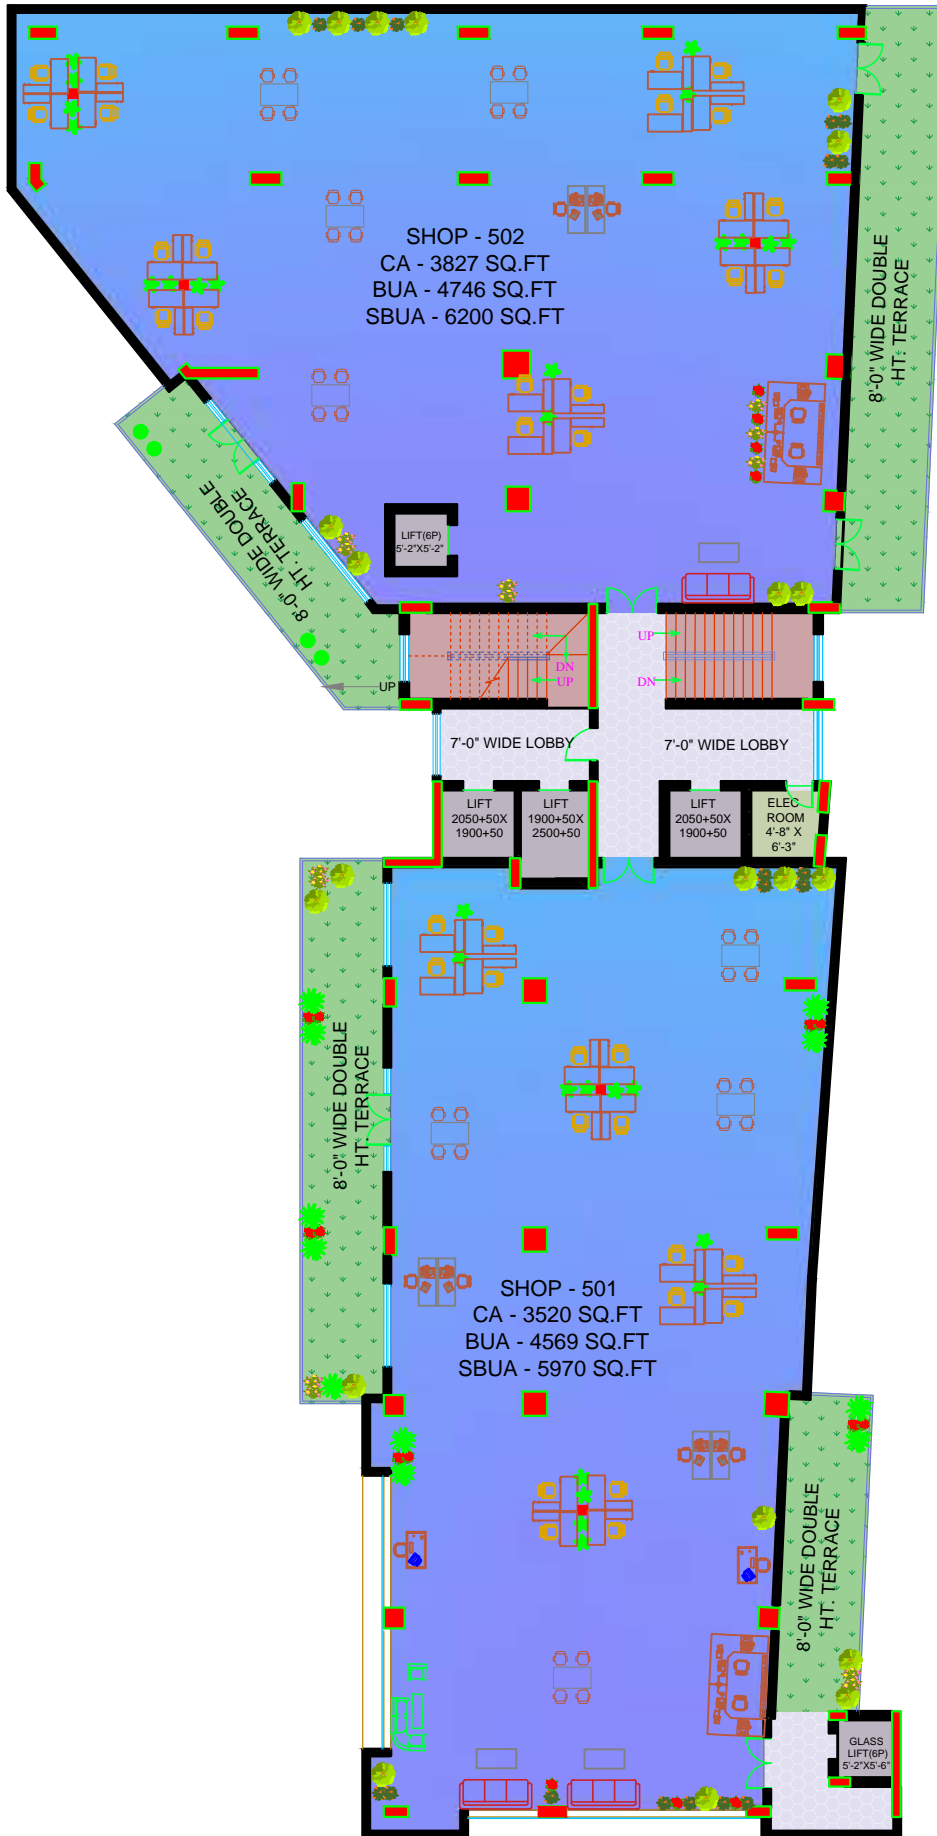 SHOP - 502
CA - 3827 SQ.FT
BUA - 4746 SQ.FT
SBUA - 6200 SQ.FT
8'-0" WIDE DOUBLE
HT. TERRACE
8'-0" WIDE DOUBLE
HT. TERRACE
LIFT(6P)
5'-2"X5'-2"
UP
DN
UP
UP
DN
7'-0" WIDE LOBBY
7'-0" WIDE LOBBY
LIFT
2050+50X
1900+50
LIFT
1900+50X
2500+50
LIFT
2050+50X
1900+50
ELEC
ROOM
4'-8" X
6'-3"
8'-0" WIDE DOUBLE
HT. TERRACE
SHOP - 501
CA - 3520 SQ.FT
BUA - 4569 SQ.FT
SBUA - 5970 SQ.FT
8'-0" WIDE DOUBLE
HT. TERRACE
GLASS
LIFT(6P)
5'-2"X5'-6"